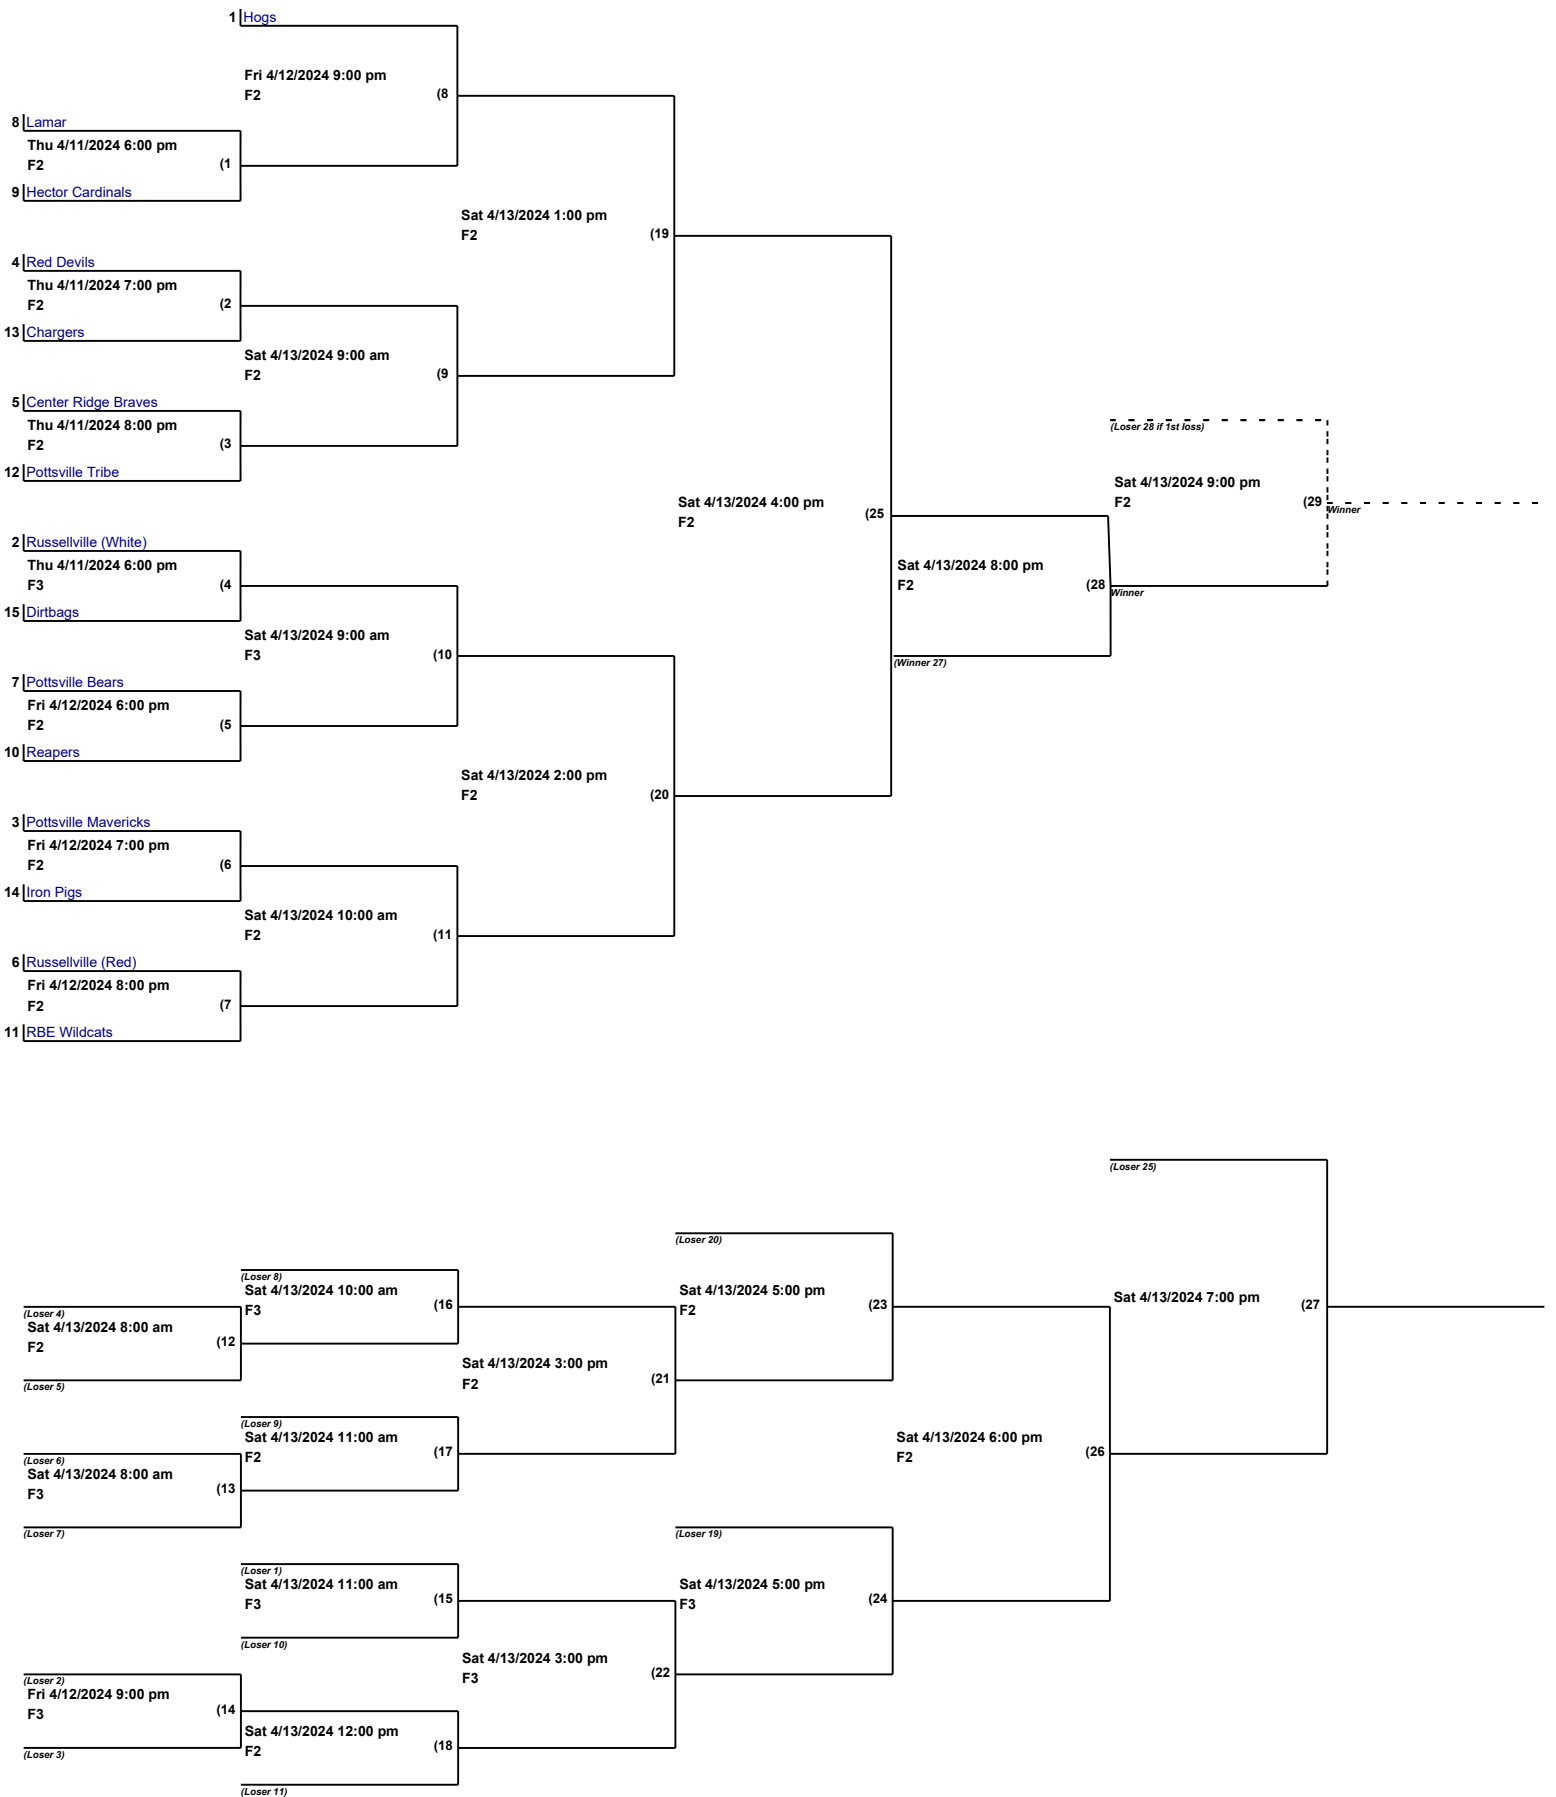 1 Hogs
Fri 4/12/2024 9:00 pm
F2 (8
8 Lamar
Thu 4/11/2024 6:00 pm
F2 (1
9 Hector Cardinals
Sat 4/13/2024 1:00 pm
F2 (19
4 Red Devils
Thu 4/11/2024 7:00 pm
F2 (2
13 Chargers
Sat 4/13/2024 9:00 am
F2 (9
5 Center Ridge Braves
Thu 4/11/2024 8:00 pm
F2 (3
12 Pottsville Tribe
(Loser 28 if 1st loss)
Sat 4/13/2024 9:00 pm
F2 (29
Winner
Sat 4/13/2024 4:00 pm
F2 (25
2 Russellville (White)
Thu 4/11/2024 6:00 pm
F3 (4
15 Dirtbags
Sat 4/13/2024 8:00 pm
F2 (28
Winner
Sat 4/13/2024 9:00 am
F3 (10
(Winner 27)
7 Pottsville Bears
Fri 4/12/2024 6:00 pm
F2 (5
10 Reapers
Sat 4/13/2024 2:00 pm
F2 (20
3 Pottsville Mavericks
Fri 4/12/2024 7:00 pm
F2 (6
14 Iron Pigs
Sat 4/13/2024 10:00 am
F2 (11
6 Russellville (Red)
Fri 4/12/2024 8:00 pm
F2 (7
11 RBE Wildcats
(Loser 25)
(Loser 20)
(Loser 8)
Sat 4/13/2024 10:00 am
F3 (16
Sat 4/13/2024 5:00 pm
F2 (23
Sat 4/13/2024 7:00 pm
(27
(Loser 4)
Sat 4/13/2024 8:00 am
F2 (12
(Loser 5)
Sat 4/13/2024 3:00 pm
F2 (21
(Loser 9)
Sat 4/13/2024 11:00 am
F2 (17
Sat 4/13/2024 6:00 pm
F2 (26
(Loser 6)
Sat 4/13/2024 8:00 am
F3 (13
(Loser 7)
(Loser 19)
(Loser 1)
Sat 4/13/2024 11:00 am
F3 (15
(Loser 10)
Sat 4/13/2024 5:00 pm
F3 (24
Sat 4/13/2024 3:00 pm
F3 (22
(Loser 2)
Fri 4/12/2024 9:00 pm
F3 (14
(Loser 3)
Sat 4/13/2024 12:00 pm
F2 (18
(Loser 11)